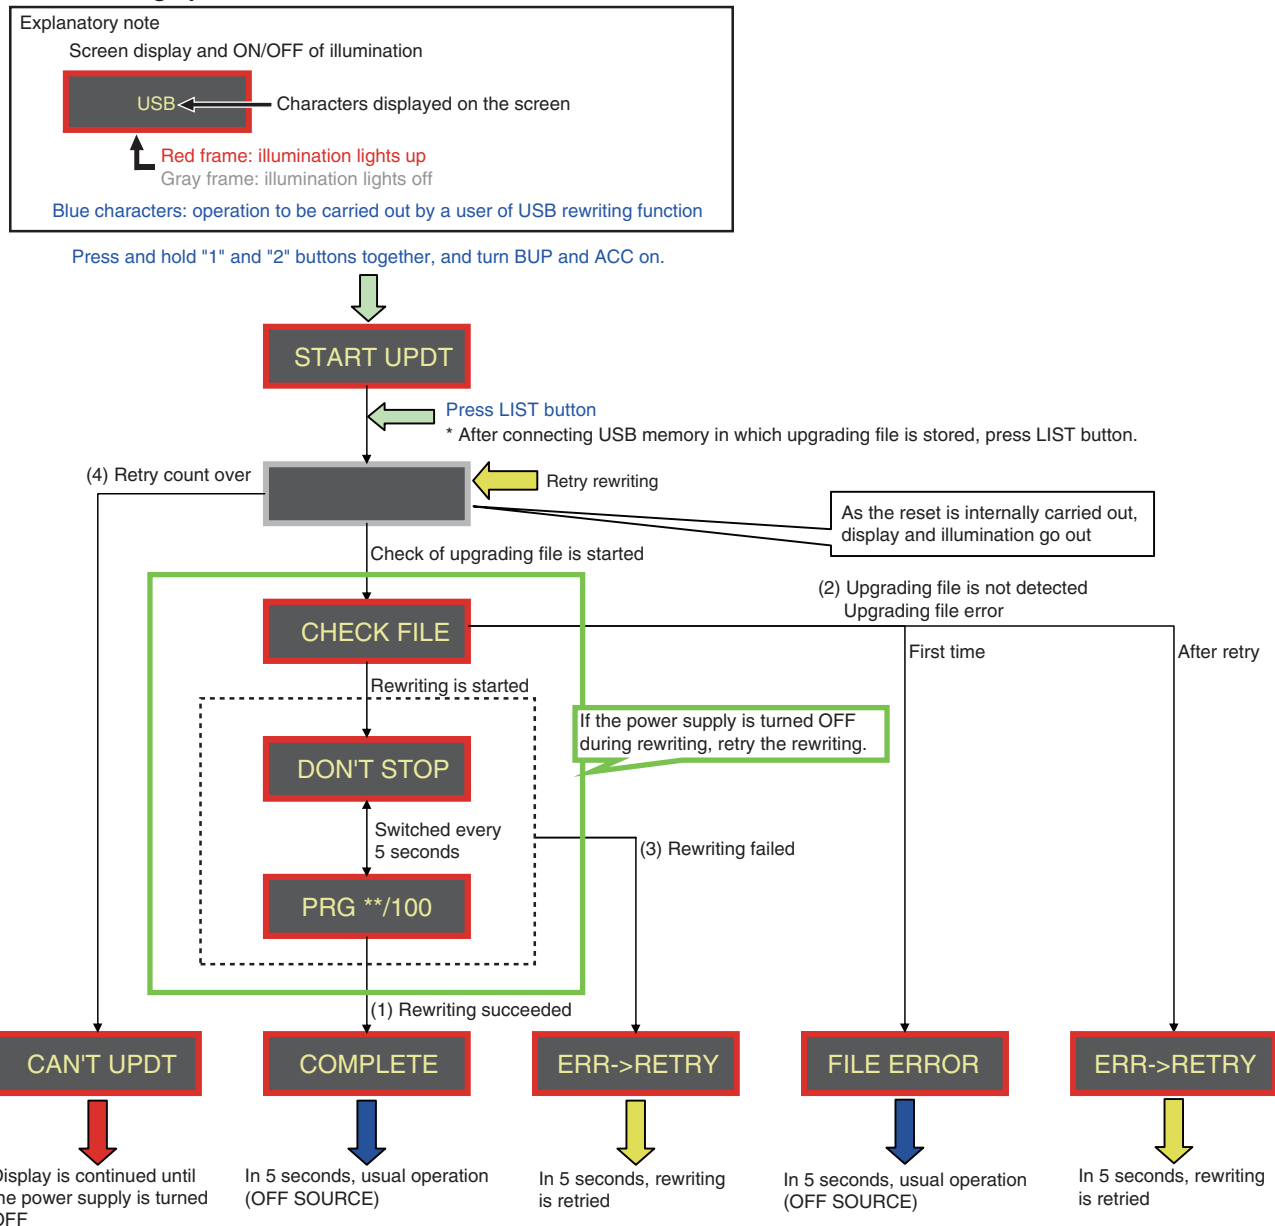 Explanatory note
Screen display and ON/OFF of illumination
USB
Characters displayed on the screen
Red frame: illumination lights up
Gray frame: illumination lights off
Blue characters: operation to be carried out by a user of USB rewriting function
Press and hold "1" and "2" buttons together, and turn BUP and ACC on.
START UPDT
Press LIST button
* After connecting USB memory in which upgrading file is stored, press LIST button.
(4) Retry count over
Retry rewriting
As the reset is internally carried out,
display and illumination go out
Check of upgrading file is started
(2) Upgrading file is not detected
Upgrading file error
CHECK FILE
First time
After retry
Rewriting is started
If the power supply is turned OFF
during rewriting, retry the rewriting.
DON'T STOP
Switched every
5 seconds
(3) Rewriting failed
PRG **/100
(1) Rewriting succeeded
CAN'T UPDT
COMPLETE
ERR->RETRY
FILE ERROR
ERR->RETRY
Display is continued until
the power supply is turned
OFF
In 5 seconds, usual operation
(OFF SOURCE)
In 5 seconds, rewriting
is retried
In 5 seconds, usual operation
(OFF SOURCE)
In 5 seconds, rewriting
is retried